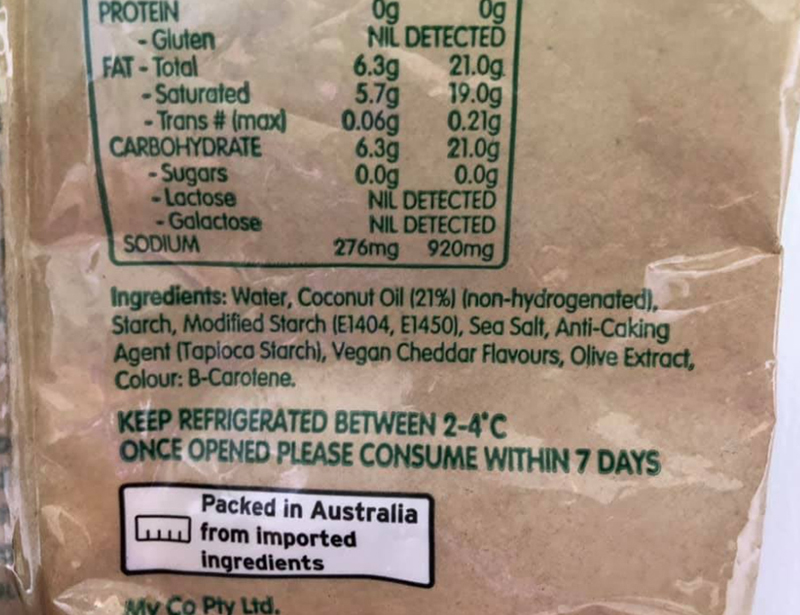 PROTEIN 0g 0g
- Gluten NIL DETECTED
FAT - Total 6.3g 21.0g
- Saturated 5.7g 19.0g
- Trans # (max) 0.06g 0.21g
CARBOHYDRATE 6.3g 21.0g
- Sugars 0.0g 0.0g
- Lactose NIL DETECTED
- Galactose NIL DETECTED
SODIUM 276mg 920mg
Ingredients: Water, Coconut Oil (21%) (non-hydrogenated),
Starch, Modified Starch (E1404, E1450), Sea Salt, Anti-Caking
Agent (Tapioca Starch), Vegan Cheddar Flavours, Olive Extract,
Colour: B-Carotene.
KEEP REFRIGERATED BETWEEN 2-4°C
ONCE OPENED PLEASE CONSUME WITHIN 7 DAYS
Packed in Australia
from imported
ingredients
My Co Pty Ltd.